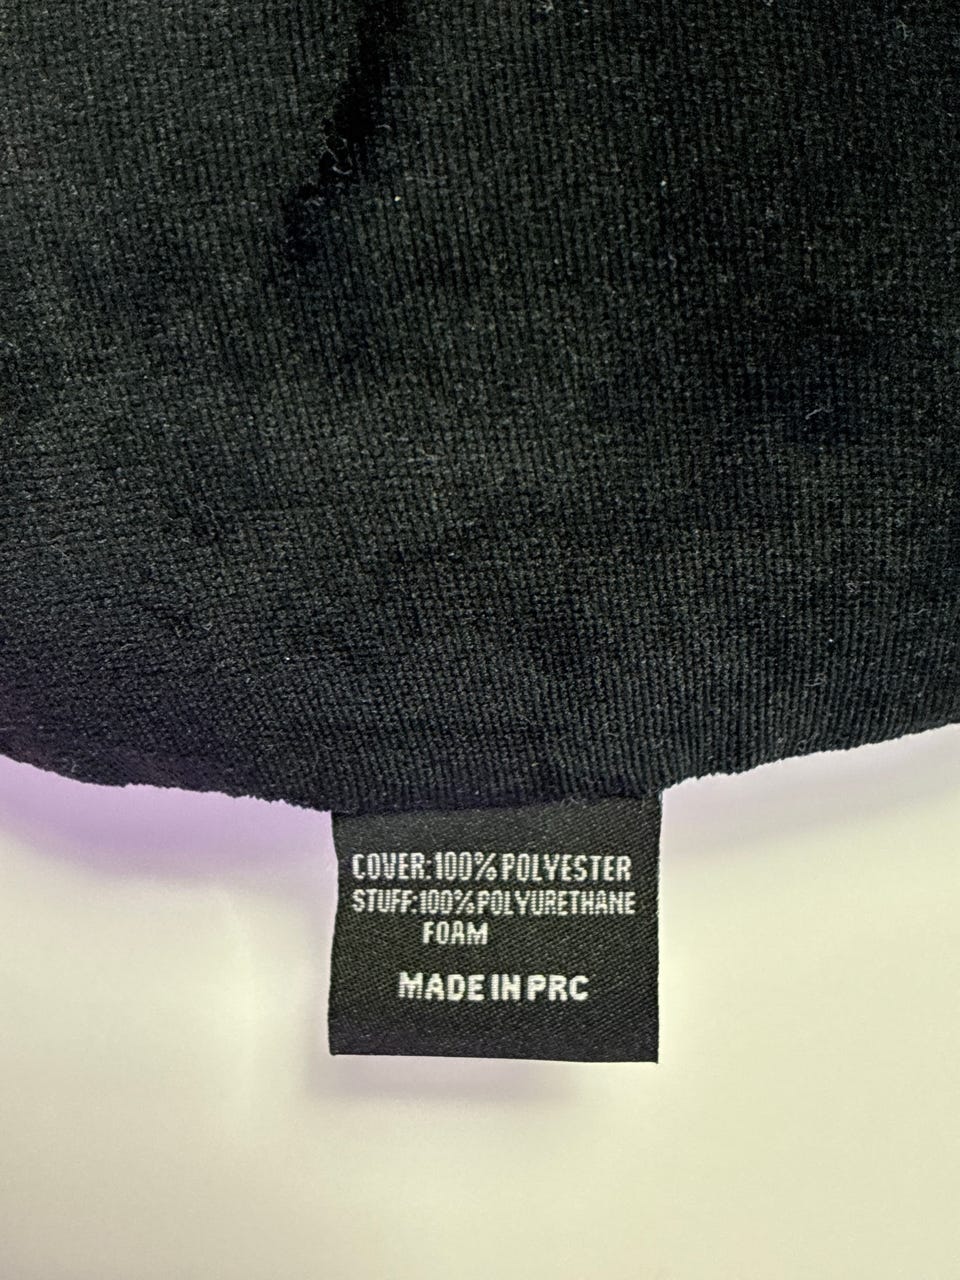 COVER:100% POLYESTER
STUFF:100% POLYURETHANE
FOAM
MADE IN PRC